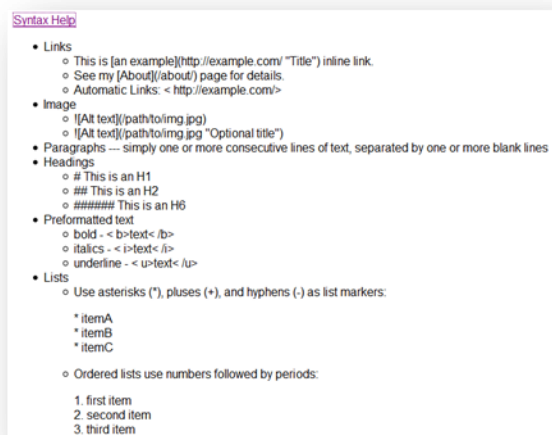 Syntax Help
• Links
○ This is [an example](http://example.com/ "Title") inline link.
○ See my [About](/about/) page for details.
○ Automatic Links: < http://example.com/>
• Image
○ ![Alt text](/path/to/img.jpg)
○ ![Alt text](/path/to/img.jpg "Optional title")
• Paragraphs --- simply one or more consecutive lines of text, separated by one or more blank lines
• Headings
○ # This is an H1
○ ## This is an H2
○ ###### This is an H6
• Preformatted text
○ bold - < b>text< /b>
○ italics - < i>text< /i>
○ underline - < u>text< /u>
• Lists
○ Use asterisks (*), pluses (+), and hyphens (-) as list markers:
* itemA
* itemB
* itemC
○ Ordered lists use numbers followed by periods:
1. first item
2. second item
3. third item